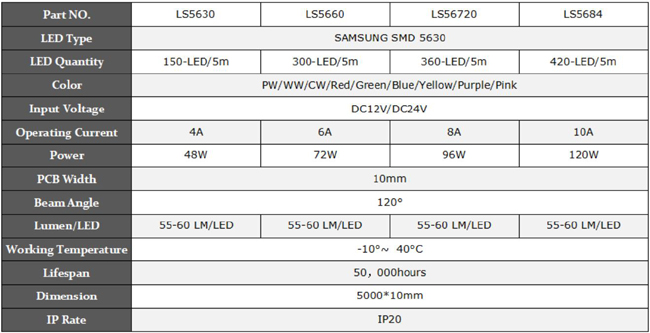 Part NO. LS5630 LS5660 LS56720 LS5684
LED Type SAMSUNG SMD 5630
LED Quantity 150-LED/5m 300-LED/5m 360-LED/5m 420-LED/5m
Color PW/WW/CW/Red/Green/Blue/Yellow/Purple/Pink
Input Voltage DC12V/DC24V
Operating Current 4A 6A 8A 10A
Power 48W 72W 96W 120W
PCB Width 10mm
Beam Angle 120°
Lumen/LED 55-60 LM/LED 55-60 LM/LED 55-60 LM/LED 55-60 LM/LED
Working Temperature -10°~ 40°C
Lifespan 50，000hours
Dimension 5000*10mm
IP Rate IP20